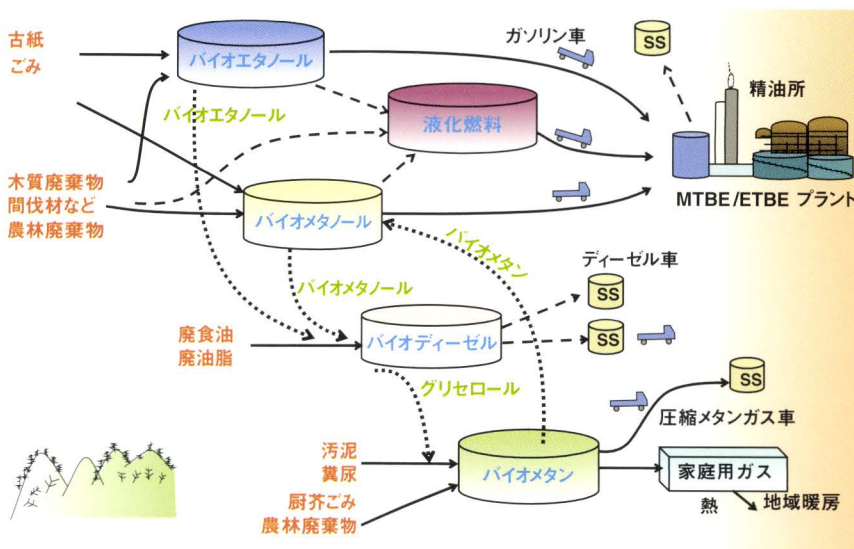 古紙
ごみ
バイオエタノール
ガソリン車
SS
精油所
バイオエタノール
液化燃料
木質廃棄物
間伐材など
農林廃棄物
バイオメタノール
MTBE/ETBE プラント
バイオメタン
バイオメタノール
ディーゼル車
SS
SS
廃食油
廃油脂
バイオディーゼル
グリセロール
SS
圧縮メタンガス車
汚泥
糞尿
バイオメタン
家庭用ガス
厨芥ごみ
農林廃棄物
熱
地域暖房